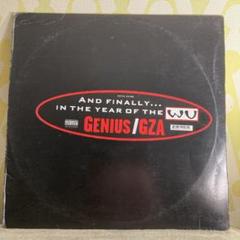 AND FINALLY...
IN THE YEAR OF THE
WU
GENIUS/GZA